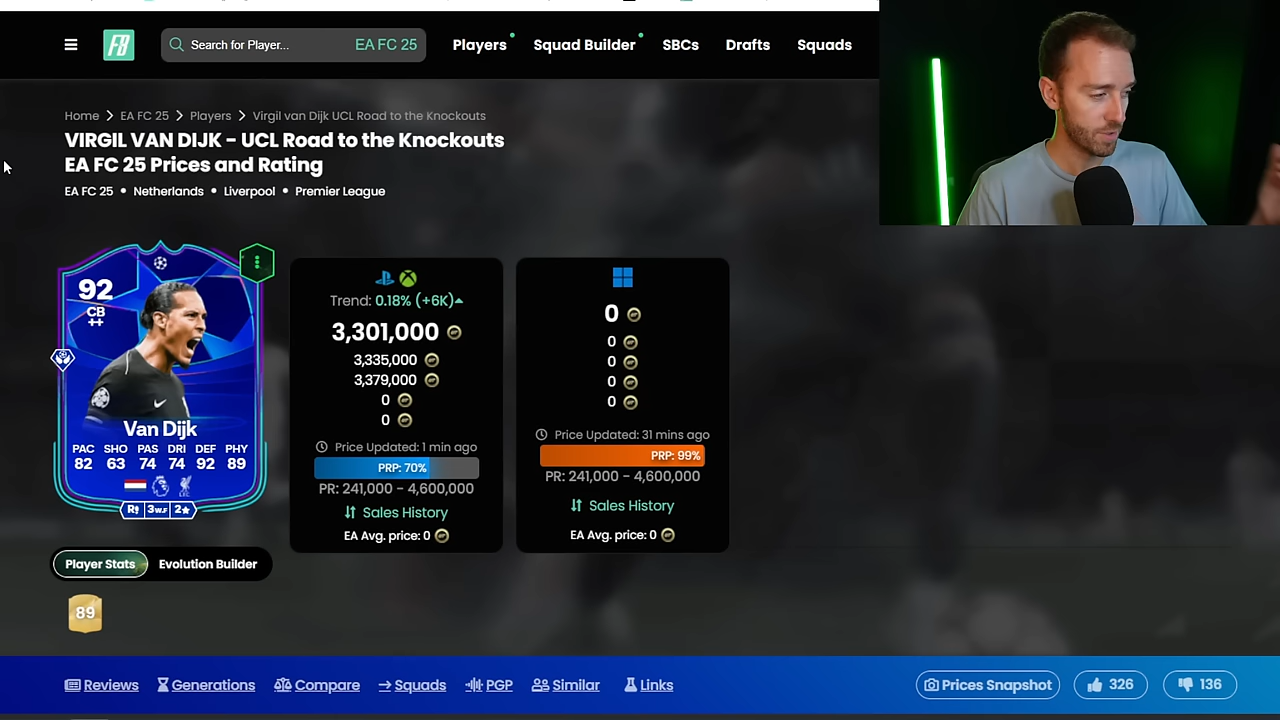 FB
Search for Player...
EA FC 25
Players
Squad Builder
SBCs
Drafts
Squads
Home > EA FC 25 > Players > Virgil van Dijk UCL Road to the Knockouts
VIRGIL VAN DIJK - UCL Road to the Knockouts
EA FC 25 Prices and Rating
EA FC 25 • Netherlands • Liverpool • Premier League
92
CB
++
Van Dijk
PAC SHO PAS DRI DEF PHY
82 63 74 74 92 89
R 3W.F 2★
Trend: 0.18% (+6K)
3,301,000
3,335,000
3,379,000
0
0
Price Updated: 1 min ago
PRP: 70%
PR: 241,000 - 4,600,000
Sales History
EA Avg. price: 0
0
0
0
0
0
Price Updated: 31 mins ago
PRP: 99%
PR: 241,000 - 4,600,000
Sales History
EA Avg. price: 0
Player Stats
Evolution Builder
89
Reviews
Generations
Compare
Squads
PGP
Similar
Links
Prices Snapshot
326
136